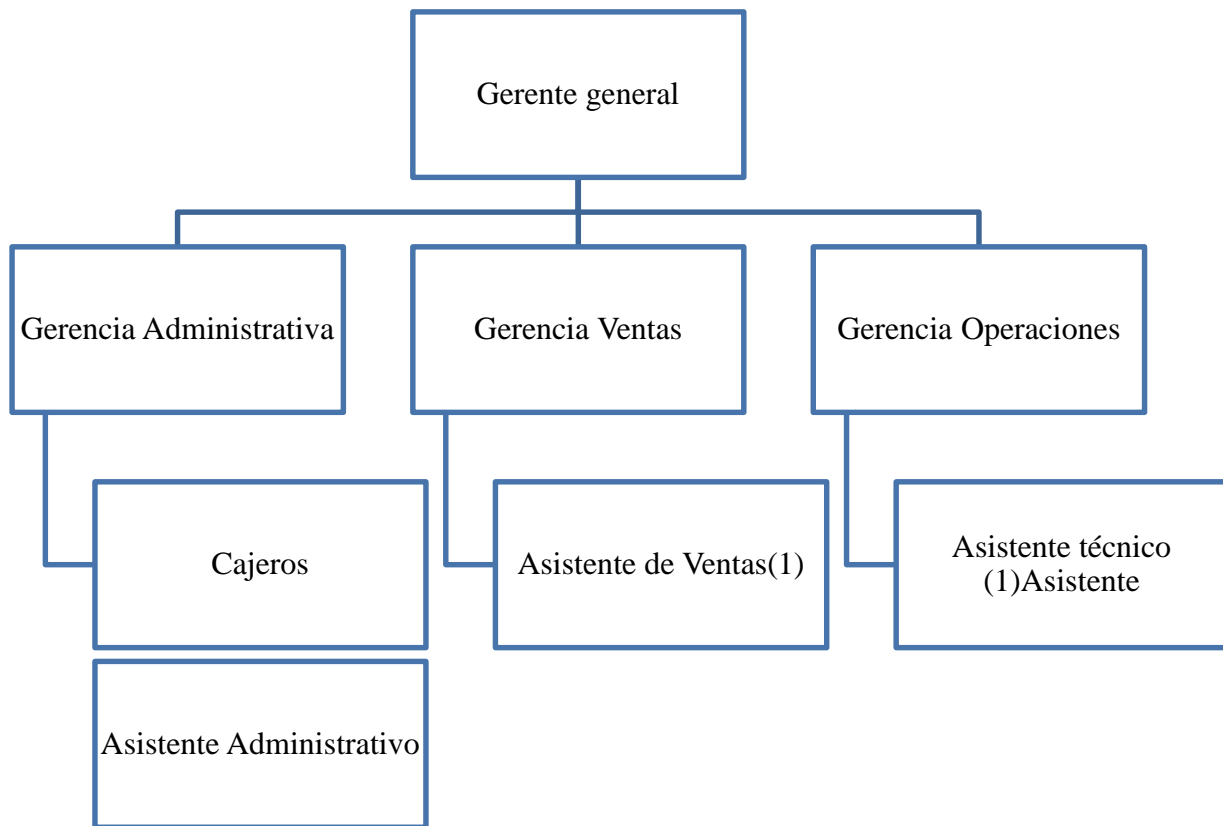 Gerente general
Gerencia Administrativa
Gerencia Ventas
Gerencia Operaciones
Cajeros
Asistente de Ventas(1)
Asistente técnico
(1)Asistente
Asistente Administrativo